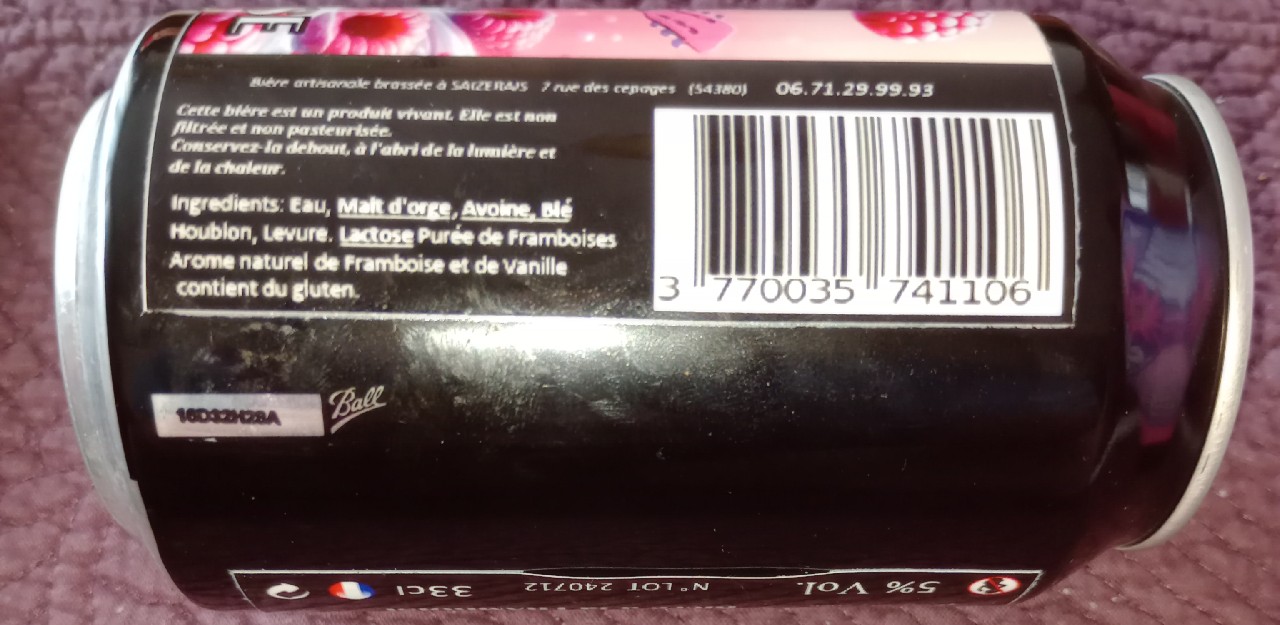 Bière artisanale brassée à SAIZERAIS 7 rue des cepages (54380) 06.71.29.99.93
Cette bière est un produit vivant. Elle est non
filtrée et non pasteurisée.
Conservez-la debout, à l'abri de la lumière et
de la chaleur.
Ingredients: Eau, Malt d'orge, Avoine, Blé
Houblon, Levure. Lactose Purée de Framboises
Arome naturel de Framboise et de Vanille
contient du gluten.
3 770035 741106
16D32H28A
Ball
5% Vol. N°LOT 240712 33cl